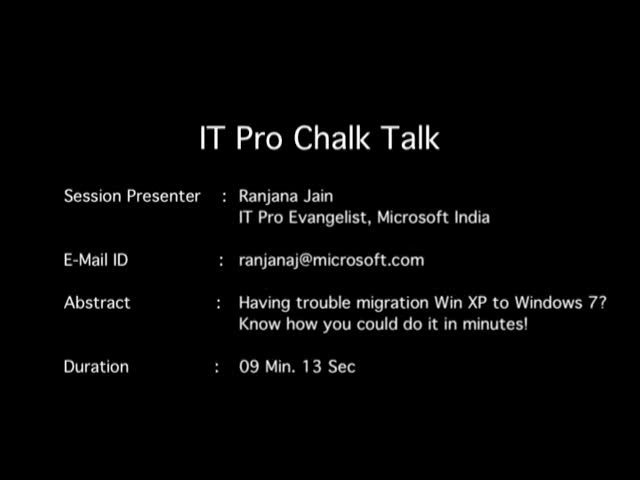 IT Pro Chalk Talk
Session Presenter : Ranjana Jain
IT Pro Evangelist, Microsoft India
E-Mail ID : ranjanaj@microsoft.com
Abstract : Having trouble migration Win XP to Windows 7?
Know how you could do it in minutes!
Duration : 09 Min. 13 Sec